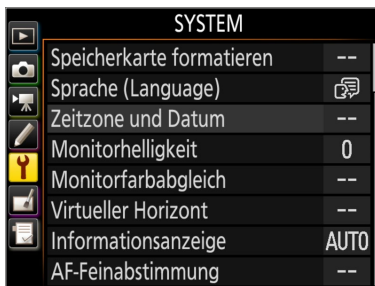 SYSTEM
Speicherkarte formatieren --
Sprache (Language)
Zeitzone und Datum --
Monitorhelligkeit 0
Monitorfarbabgleich --
Virtueller Horizont --
Informationsanzeige AUTO
AF-Feinabstimmung --